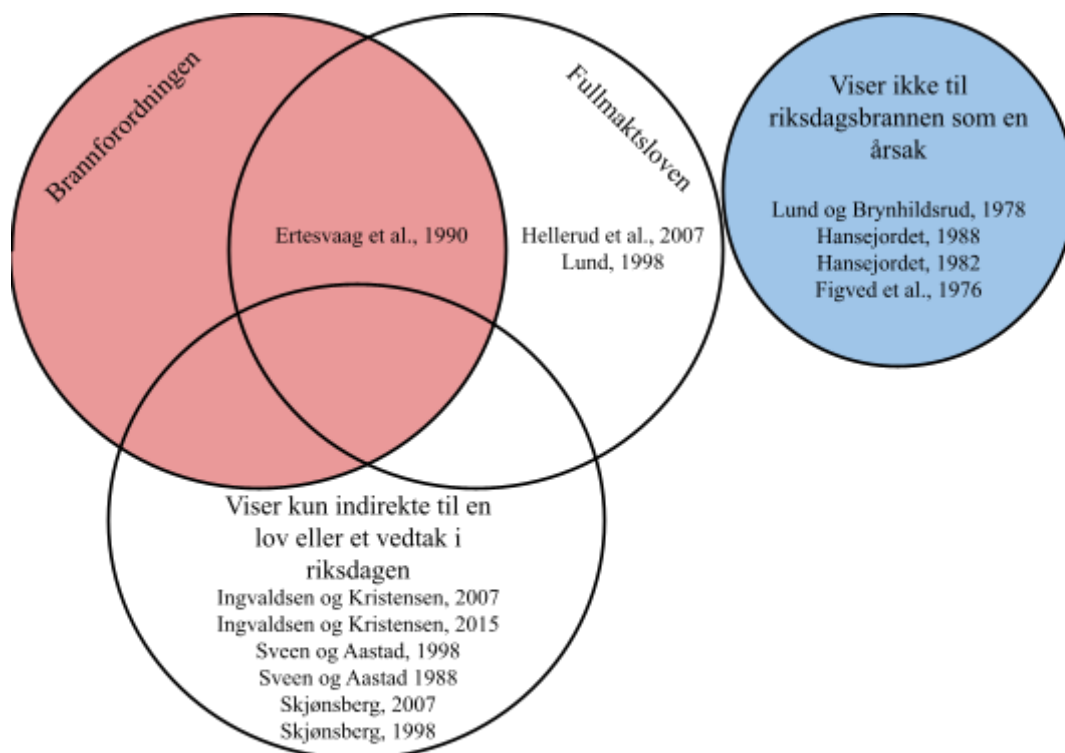 Brannforordningen
Fullmaktsloven
Viser ikke til
riksdagsbrannen som en
årsak
Lund og Brynhildsrud, 1978
Hansejordet, 1988
Hansejordet, 1982
Figved et al., 1976
Ertesvaag et al., 1990
Hellerud et al., 2007
Lund, 1998
Viser kun indirekte til en
lov eller et vedtak i
riksdagen
Ingvaldsen og Kristensen, 2007
Ingvaldsen og Kristensen, 2015
Sveen og Aastad, 1998
Sveen og Aastad 1988
Skjønsberg, 2007
Skjønsberg, 1998